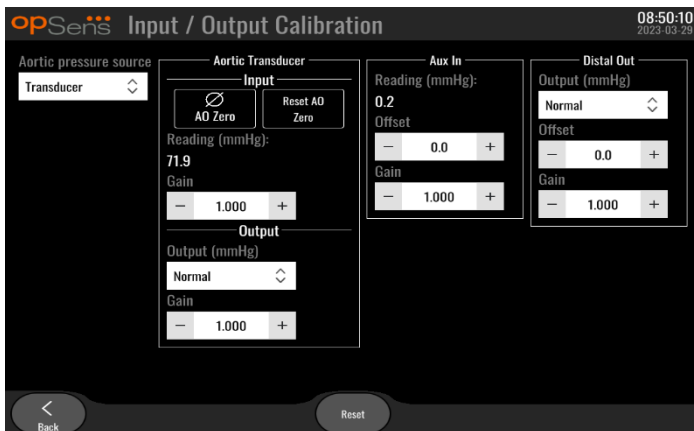 opSens Input / Output Calibration
08:50:10
2023-03-29
Aortic pressure source
Transducer
Aortic Transducer
Input
AO Zero
Reset AO
Zero
Reading (mmHg):
71.9
Gain
− 1.000 +
Output
Output (mmHg)
Normal
Gain
− 1.000 +
Aux In
Reading (mmHg):
0.2
Offset
− 0.0 +
Gain
− 1.000 +
Distal Out
Output (mmHg)
Normal
Offset
− 0.0 +
Gain
− 1.000 +
Back
Reset